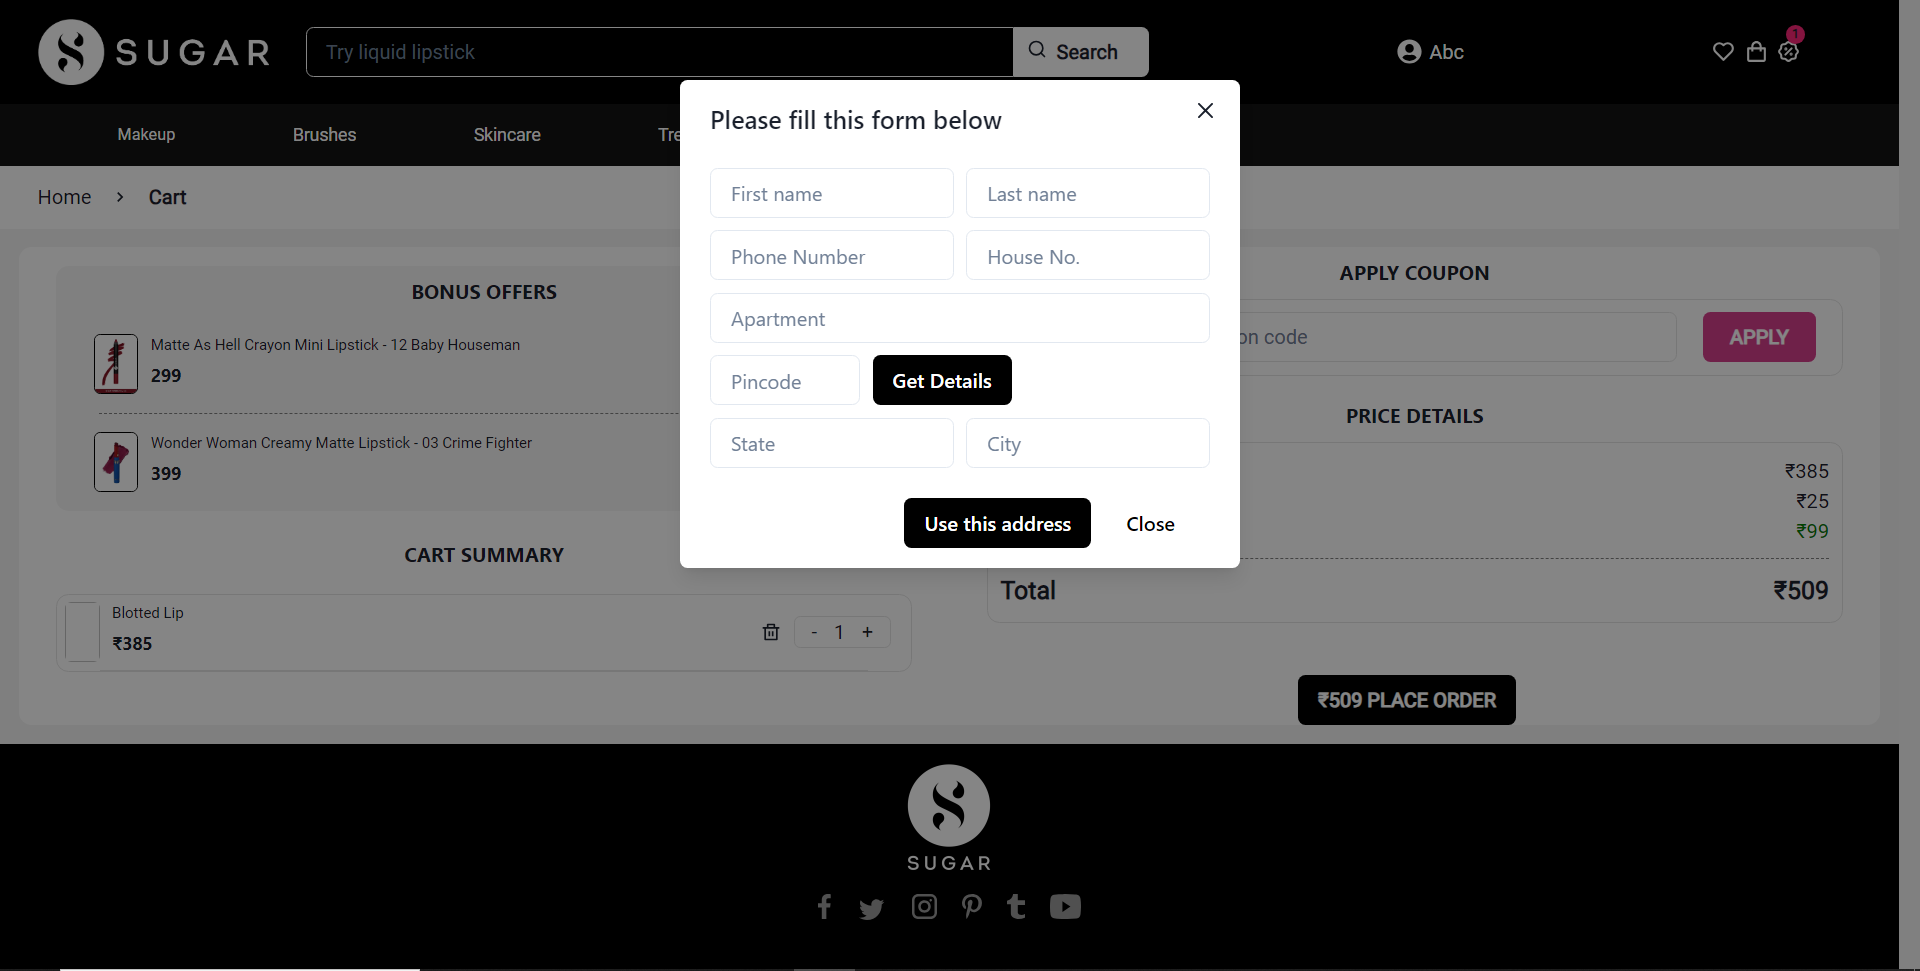 SUGAR
Try liquid lipstick
Search
Abc
1
Makeup
Brushes
Skincare
Tre
Home > Cart
Please fill this form below
First name
Last name
Phone Number
House No.
Apartment
Pincode
Get Details
State
City
Use this address
Close
BONUS OFFERS
Matte As Hell Crayon Mini Lipstick - 12 Baby Houseman
299
Wonder Woman Creamy Matte Lipstick - 03 Crime Fighter
399
CART SUMMARY
Blotted Lip
₹385
- 1 +
APPLY COUPON
on code
APPLY
PRICE DETAILS
₹385
₹25
₹99
Total ₹509
₹509 PLACE ORDER
SUGAR